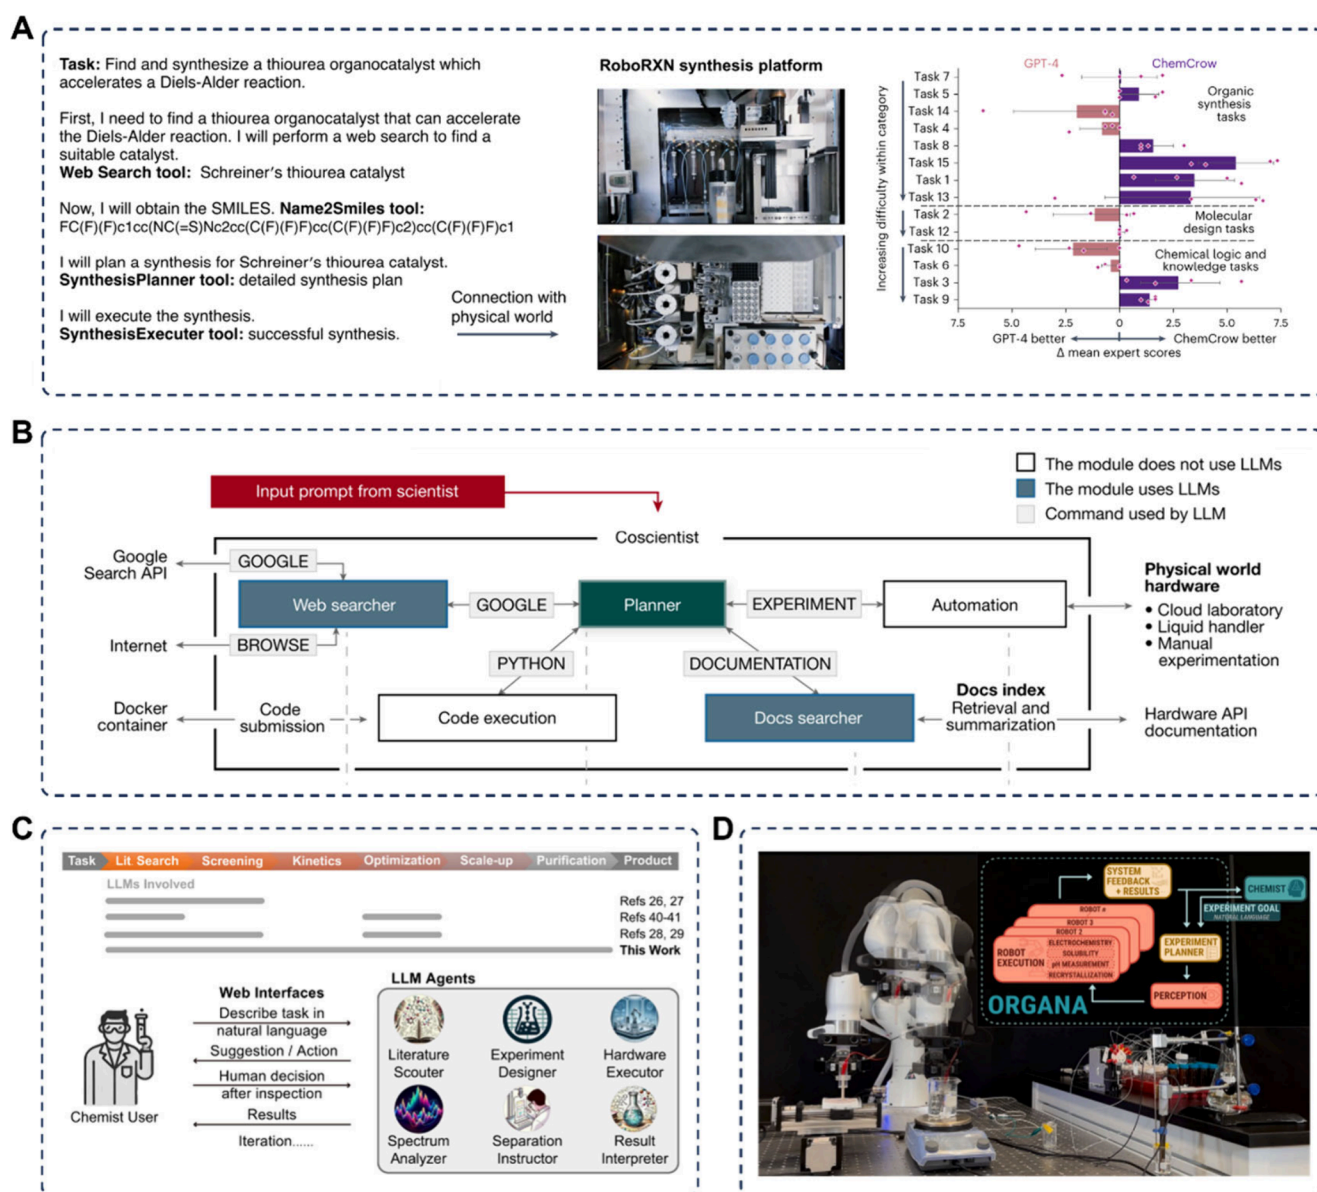 A
Task: Find and synthesize a thiourea organocatalyst which
accelerates a Diels-Alder reaction.
First, I need to find a thiourea organocatalyst that can accelerate
the Diels-Alder reaction. I will perform a web search to find a
suitable catalyst.
Web Search tool: Schreiner's thiourea catalyst
Now, I will obtain the SMILES. Name2Smiles tool:
FC(F)(F)c1cc(NC(=S)Nc2cc(C(F)(F)F)cc(C(F)(F)F)c2)cc(C(F)(F)F)c1
I will plan a synthesis for Schreiner's thiourea catalyst.
SynthesisPlanner tool: detailed synthesis plan
I will execute the synthesis.
SynthesisExecuter tool: successful synthesis.
Connection with
physical world
RoboRXN synthesis platform
GPT-4
ChemCrow
Increasing difficulty within category
Task 7
Task 5
Task 14
Task 4
Task 8
Task 15
Task 1
Task 13
Task 2
Task 12
Task 10
Task 6
Task 3
Task 9
Organic
synthesis
tasks
Molecular
design tasks
Chemical logic and
knowledge tasks
7.5 5.0 2.5 0 2.5 5.0 7.5
GPT-4 better
ChemCrow better
Δ mean expert scores
B
The module does not use LLMs
The module uses LLMs
Command used by LLM
Input prompt from scientist
Coscientist
Google
Search API
GOOGLE
Web searcher
GOOGLE
Planner
EXPERIMENT
Automation
Physical world
hardware
• Cloud laboratory
• Liquid handler
• Manual
experimentation
Internet
BROWSE
PYTHON
DOCUMENTATION
Docker
container
Code
submission
Code execution
Docs searcher
Docs index
Retrieval and
summarization
Hardware API
documentation
C
Task Lit. Search Screening Kinetics Optimization Scale-up Purification Product
LLMs Involved
Refs 26, 27
Refs 40-41
Refs 28, 29
This Work
Web Interfaces
Describe task in
natural language
Suggestion / Action
Human decision
after inspection
Results
Iteration......
Chemist User
LLM Agents
Literature
Scouter
Experiment
Designer
Hardware
Executor
Spectrum
Analyzer
Separation
Instructor
Result
Interpreter
D
SYSTEM
FEEDBACK
+ RESULTS
CHEMIST
EXPERIMENT GOAL
NATURAL LANGUAGE
ROBOT n
ROBOT 3
ROBOT 2
ROBOT
EXECUTION
ELECTROCHEMISTRY
SOLUBILITY
pH MEASUREMENT
RECRYSTALLIZATION
EXPERIMENT
PLANNER
PERCEPTION
ORGANA